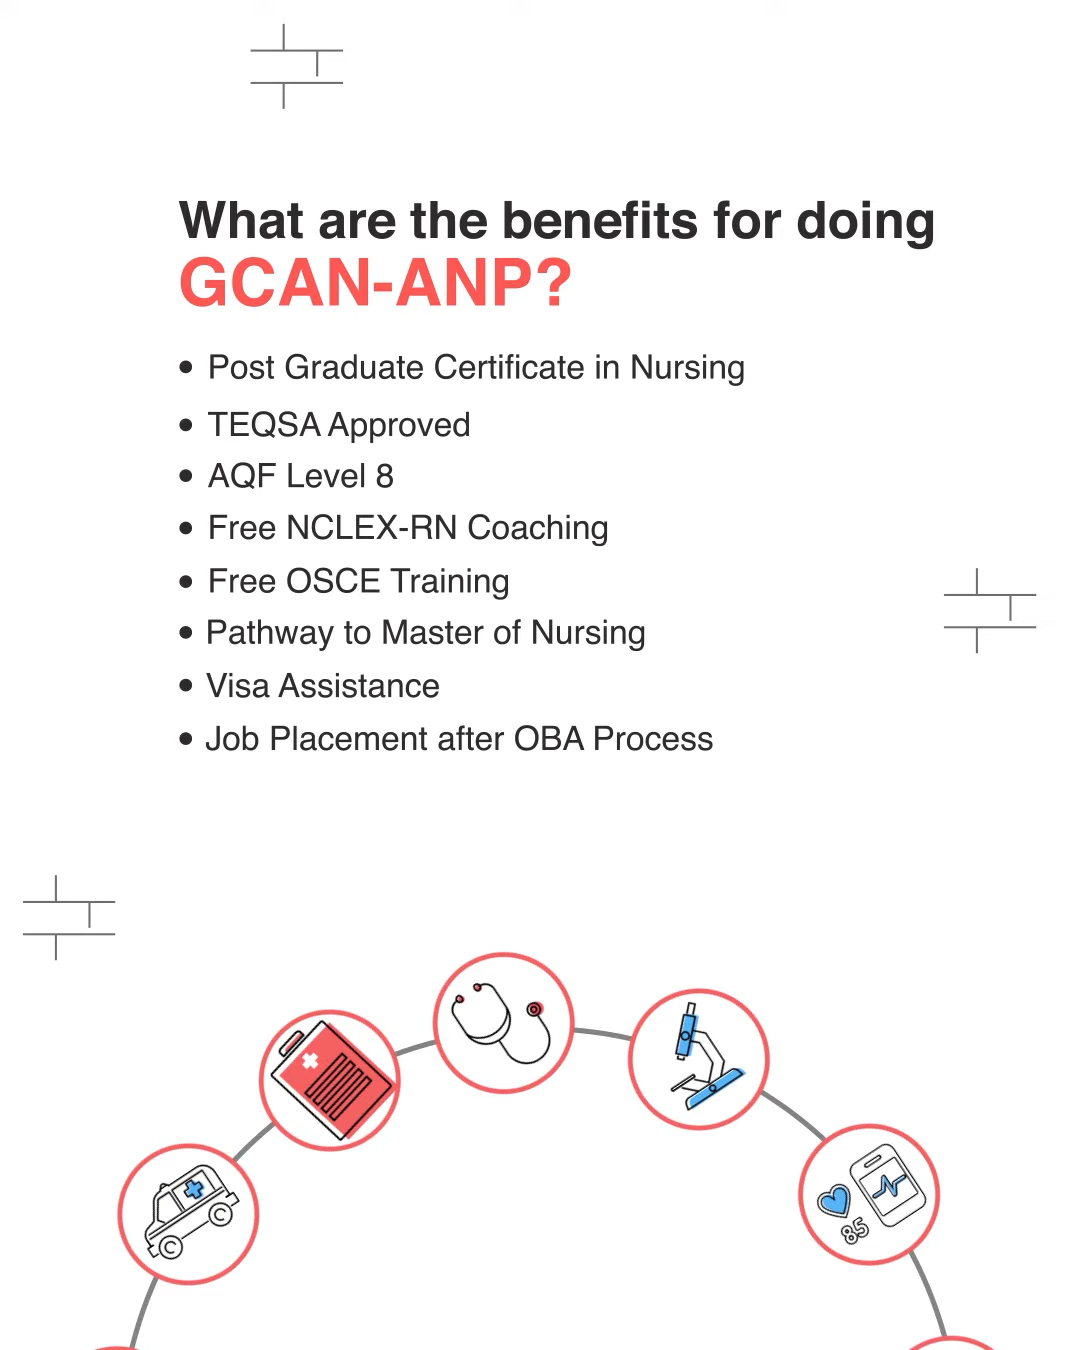 What are the benefits for doing
GCAN-ANP?
• Post Graduate Certificate in Nursing
• TEQSA Approved
• AQF Level 8
• Free NCLEX-RN Coaching
• Free OSCE Training
• Pathway to Master of Nursing
• Visa Assistance
• Job Placement after OBA Process
85